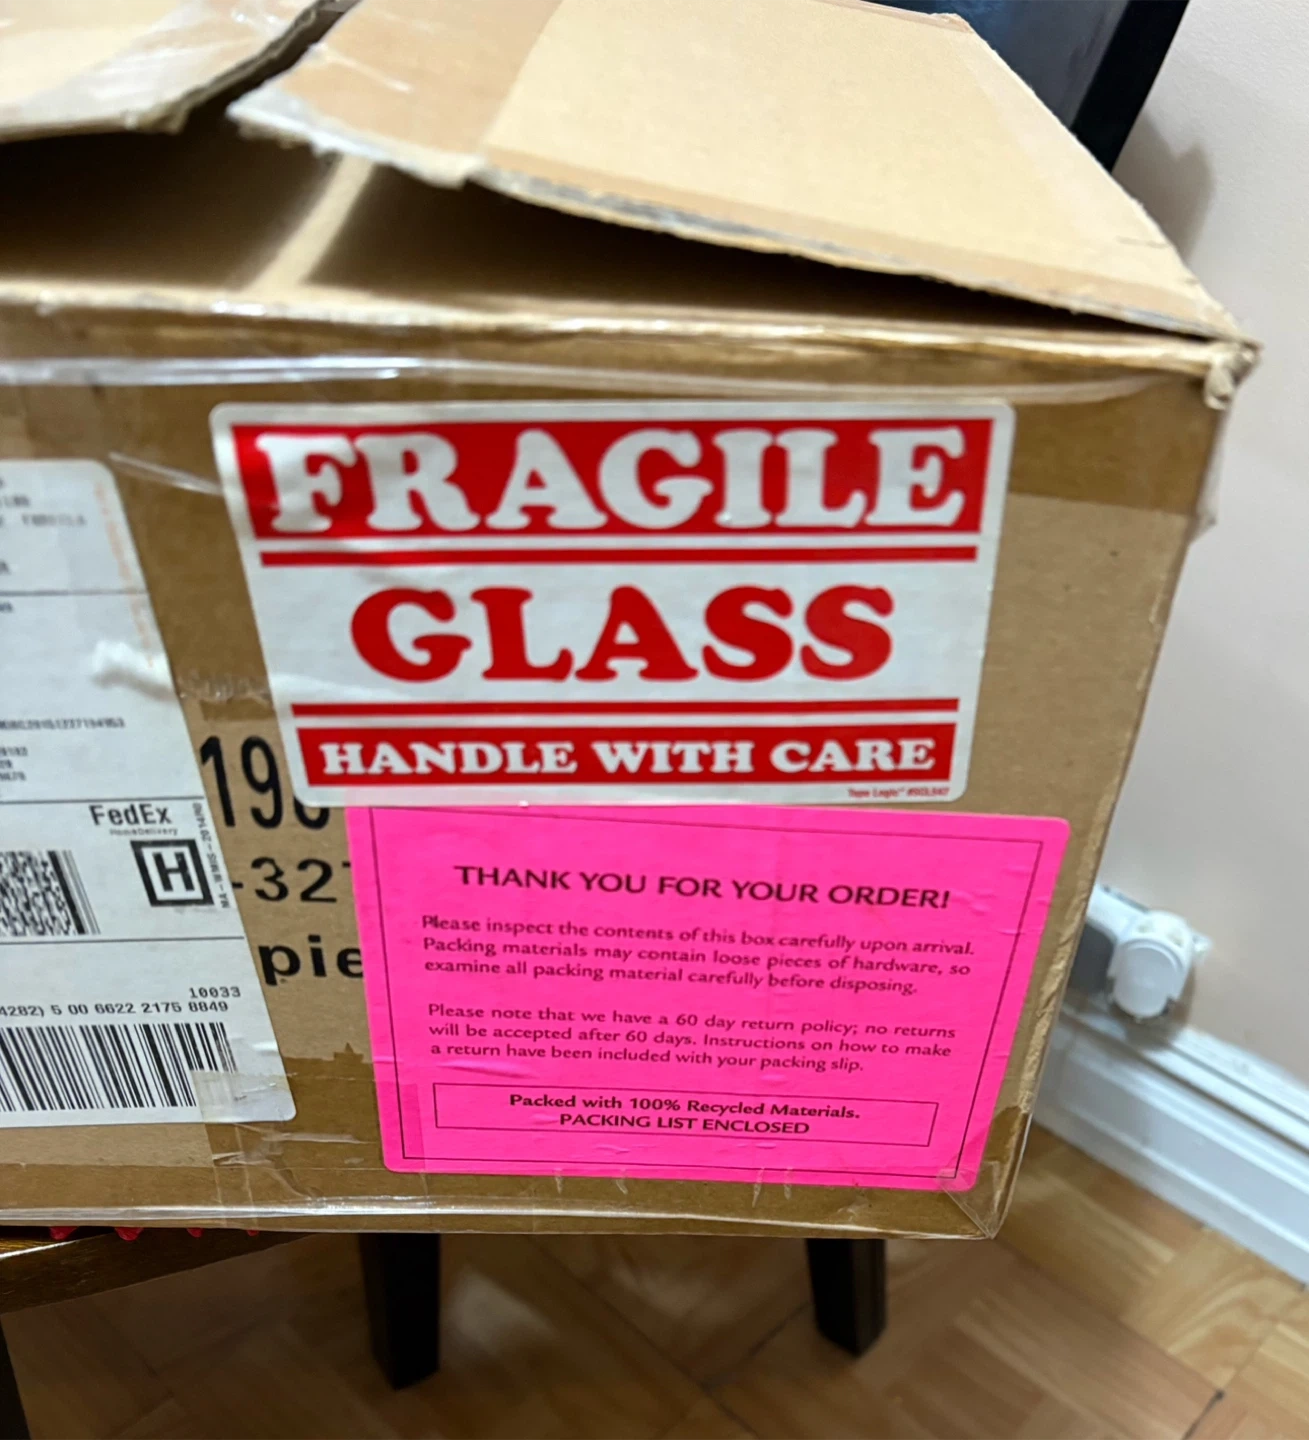 FRAGILE
GLASS
HANDLE WITH CARE
FedEx
H
19
-32
pie
10033
4282) 5 00 6622 2175 8849
THANK YOU FOR YOUR ORDER!
Please inspect the contents of this box carefully upon arrival.
Packing materials may contain loose pieces of hardware, so
examine all packing material carefully before disposing.
Please note that we have a 60 day return policy; no returns
will be accepted after 60 days. Instructions on how to make
a return have been included with your packing slip.
Packed with 100% Recycled Materials.
PACKING LIST ENCLOSED